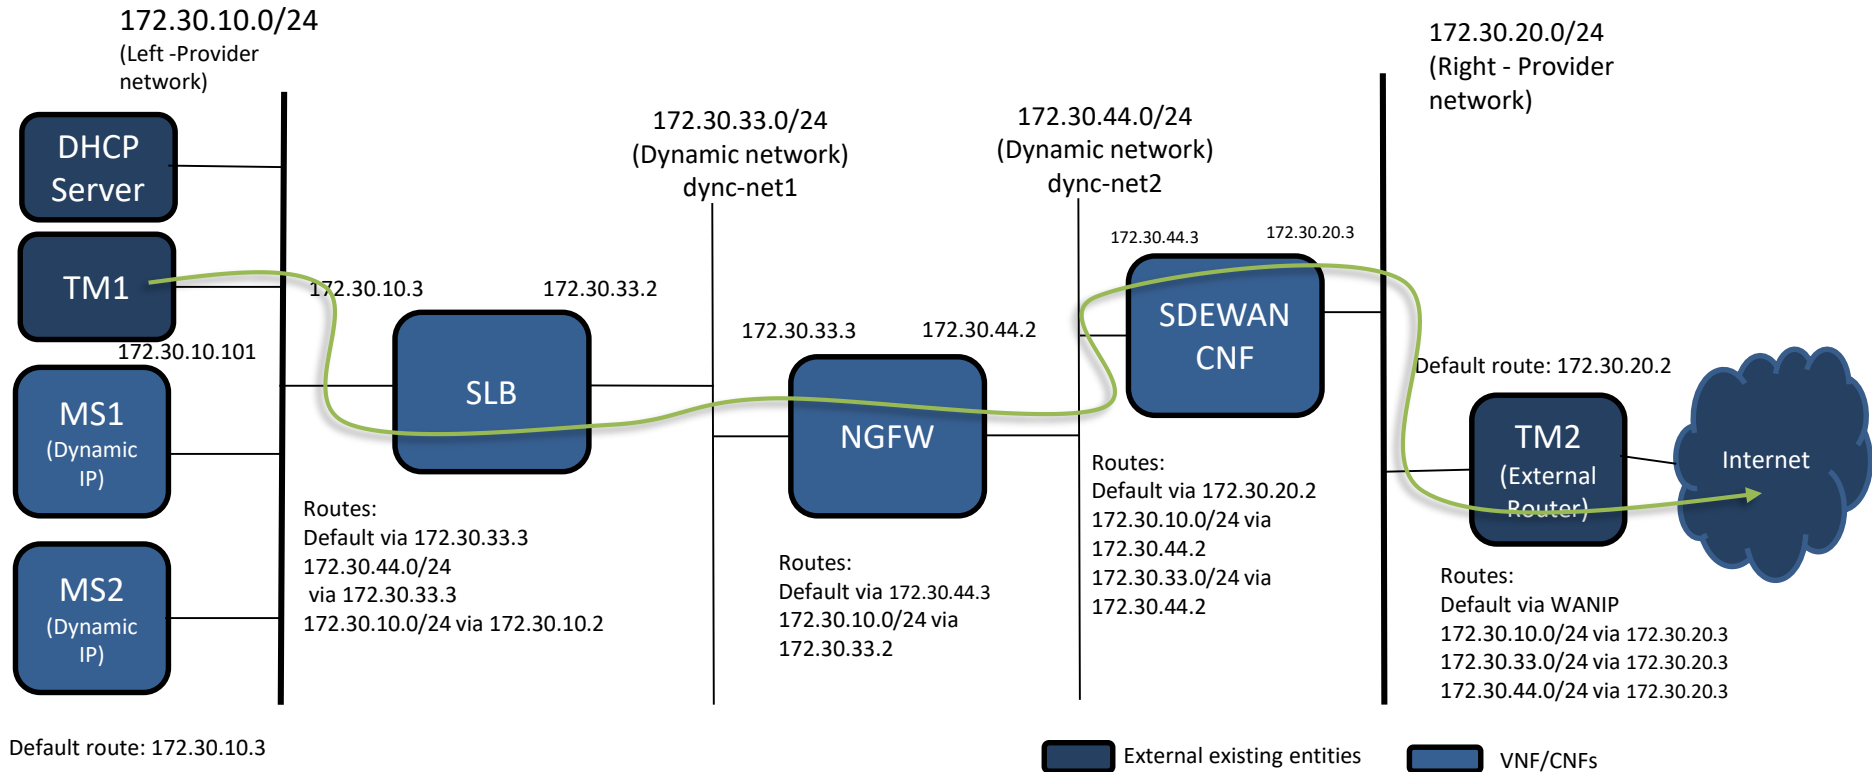 172.30.10.0/24
(Left -Provider
network)
DHCP
Server
TM1
172.30.10.101
MS1
(Dynamic
IP)
MS2
(Dynamic
IP)
Default route: 172.30.10.3
172.30.10.3
172.30.33.2
SLB
Routes:
Default via 172.30.33.3
172.30.44.0/24
via 172.30.33.3
172.30.10.0/24 via 172.30.10.2
172.30.33.0/24
(Dynamic network)
dync-net1
172.30.33.3
172.30.44.2
NGFW
Routes:
Default via 172.30.44.3
172.30.10.0/24 via
172.30.33.2
172.30.44.0/24
(Dynamic network)
dync-net2
172.30.44.3
172.30.20.3
SDEWAN
CNF
Routes:
Default via 172.30.20.2
172.30.10.0/24 via
172.30.44.2
172.30.33.0/24 via
172.30.44.2
172.30.20.0/24
(Right - Provider
network)
Default route: 172.30.20.2
TM2
(External
Router)
Internet
Routes:
Default via WANIP
172.30.10.0/24 via 172.30.20.3
172.30.33.0/24 via 172.30.20.3
172.30.44.0/24 via 172.30.20.3
External existing entities
VNF/CNFs